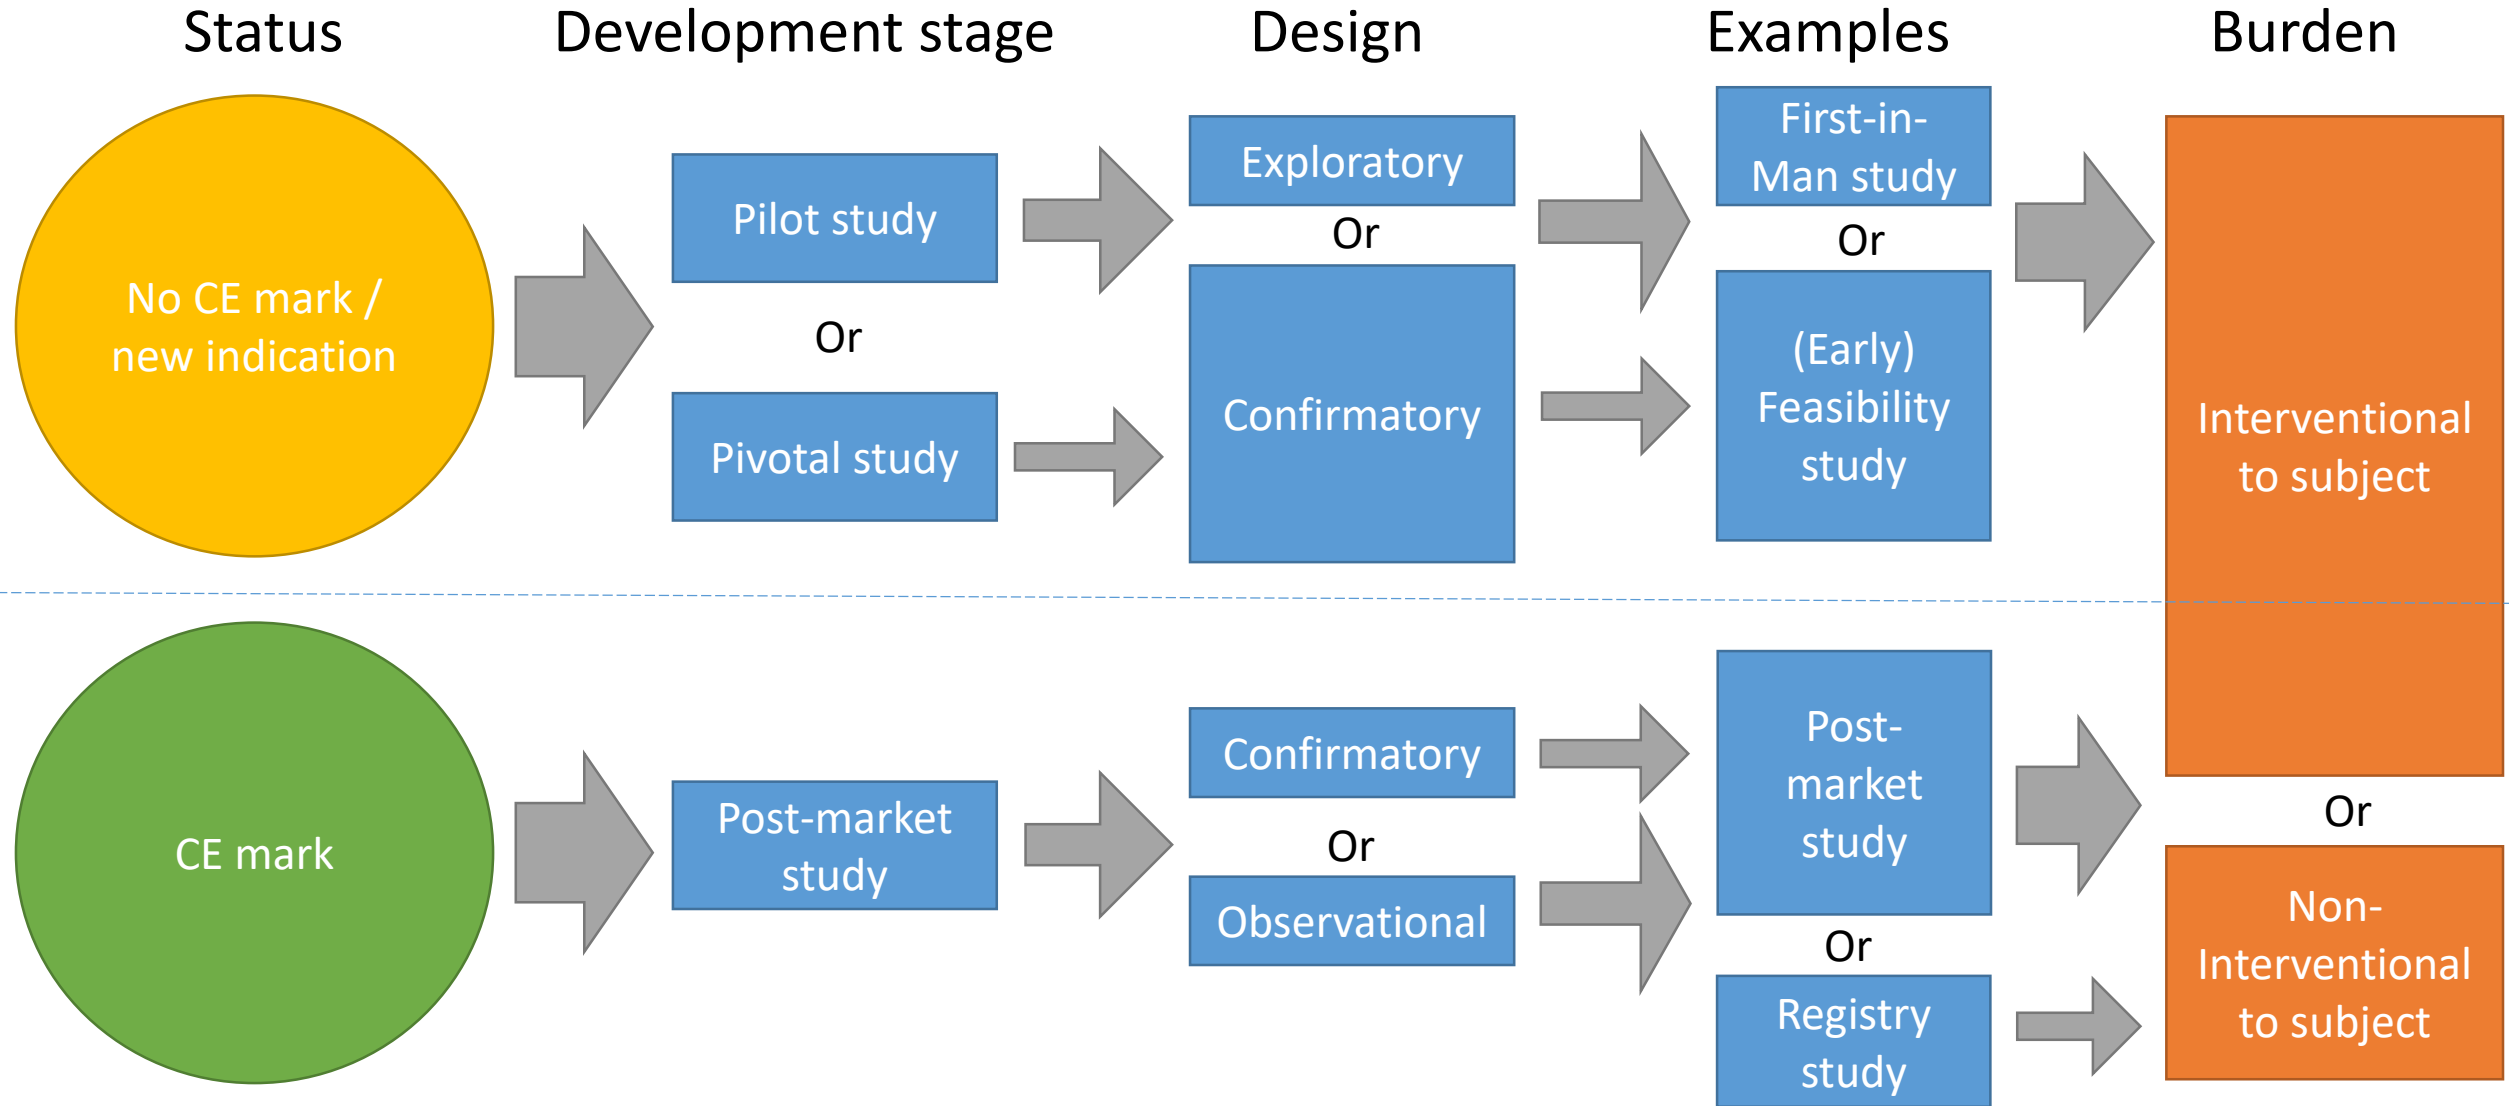 Status
Development stage
Design
Examples
Burden
No CE mark /
new indication
Pilot study
Or
Pivotal study
Exploratory
Or
Confirmatory
First-in-
Man study
Or
(Early)
Feasibility
study
Interventional
to subject
CE mark
Post-market
study
Confirmatory
Or
Observational
Post-
market
study
Or
Registry
study
Or
Non-
Interventional
to subject